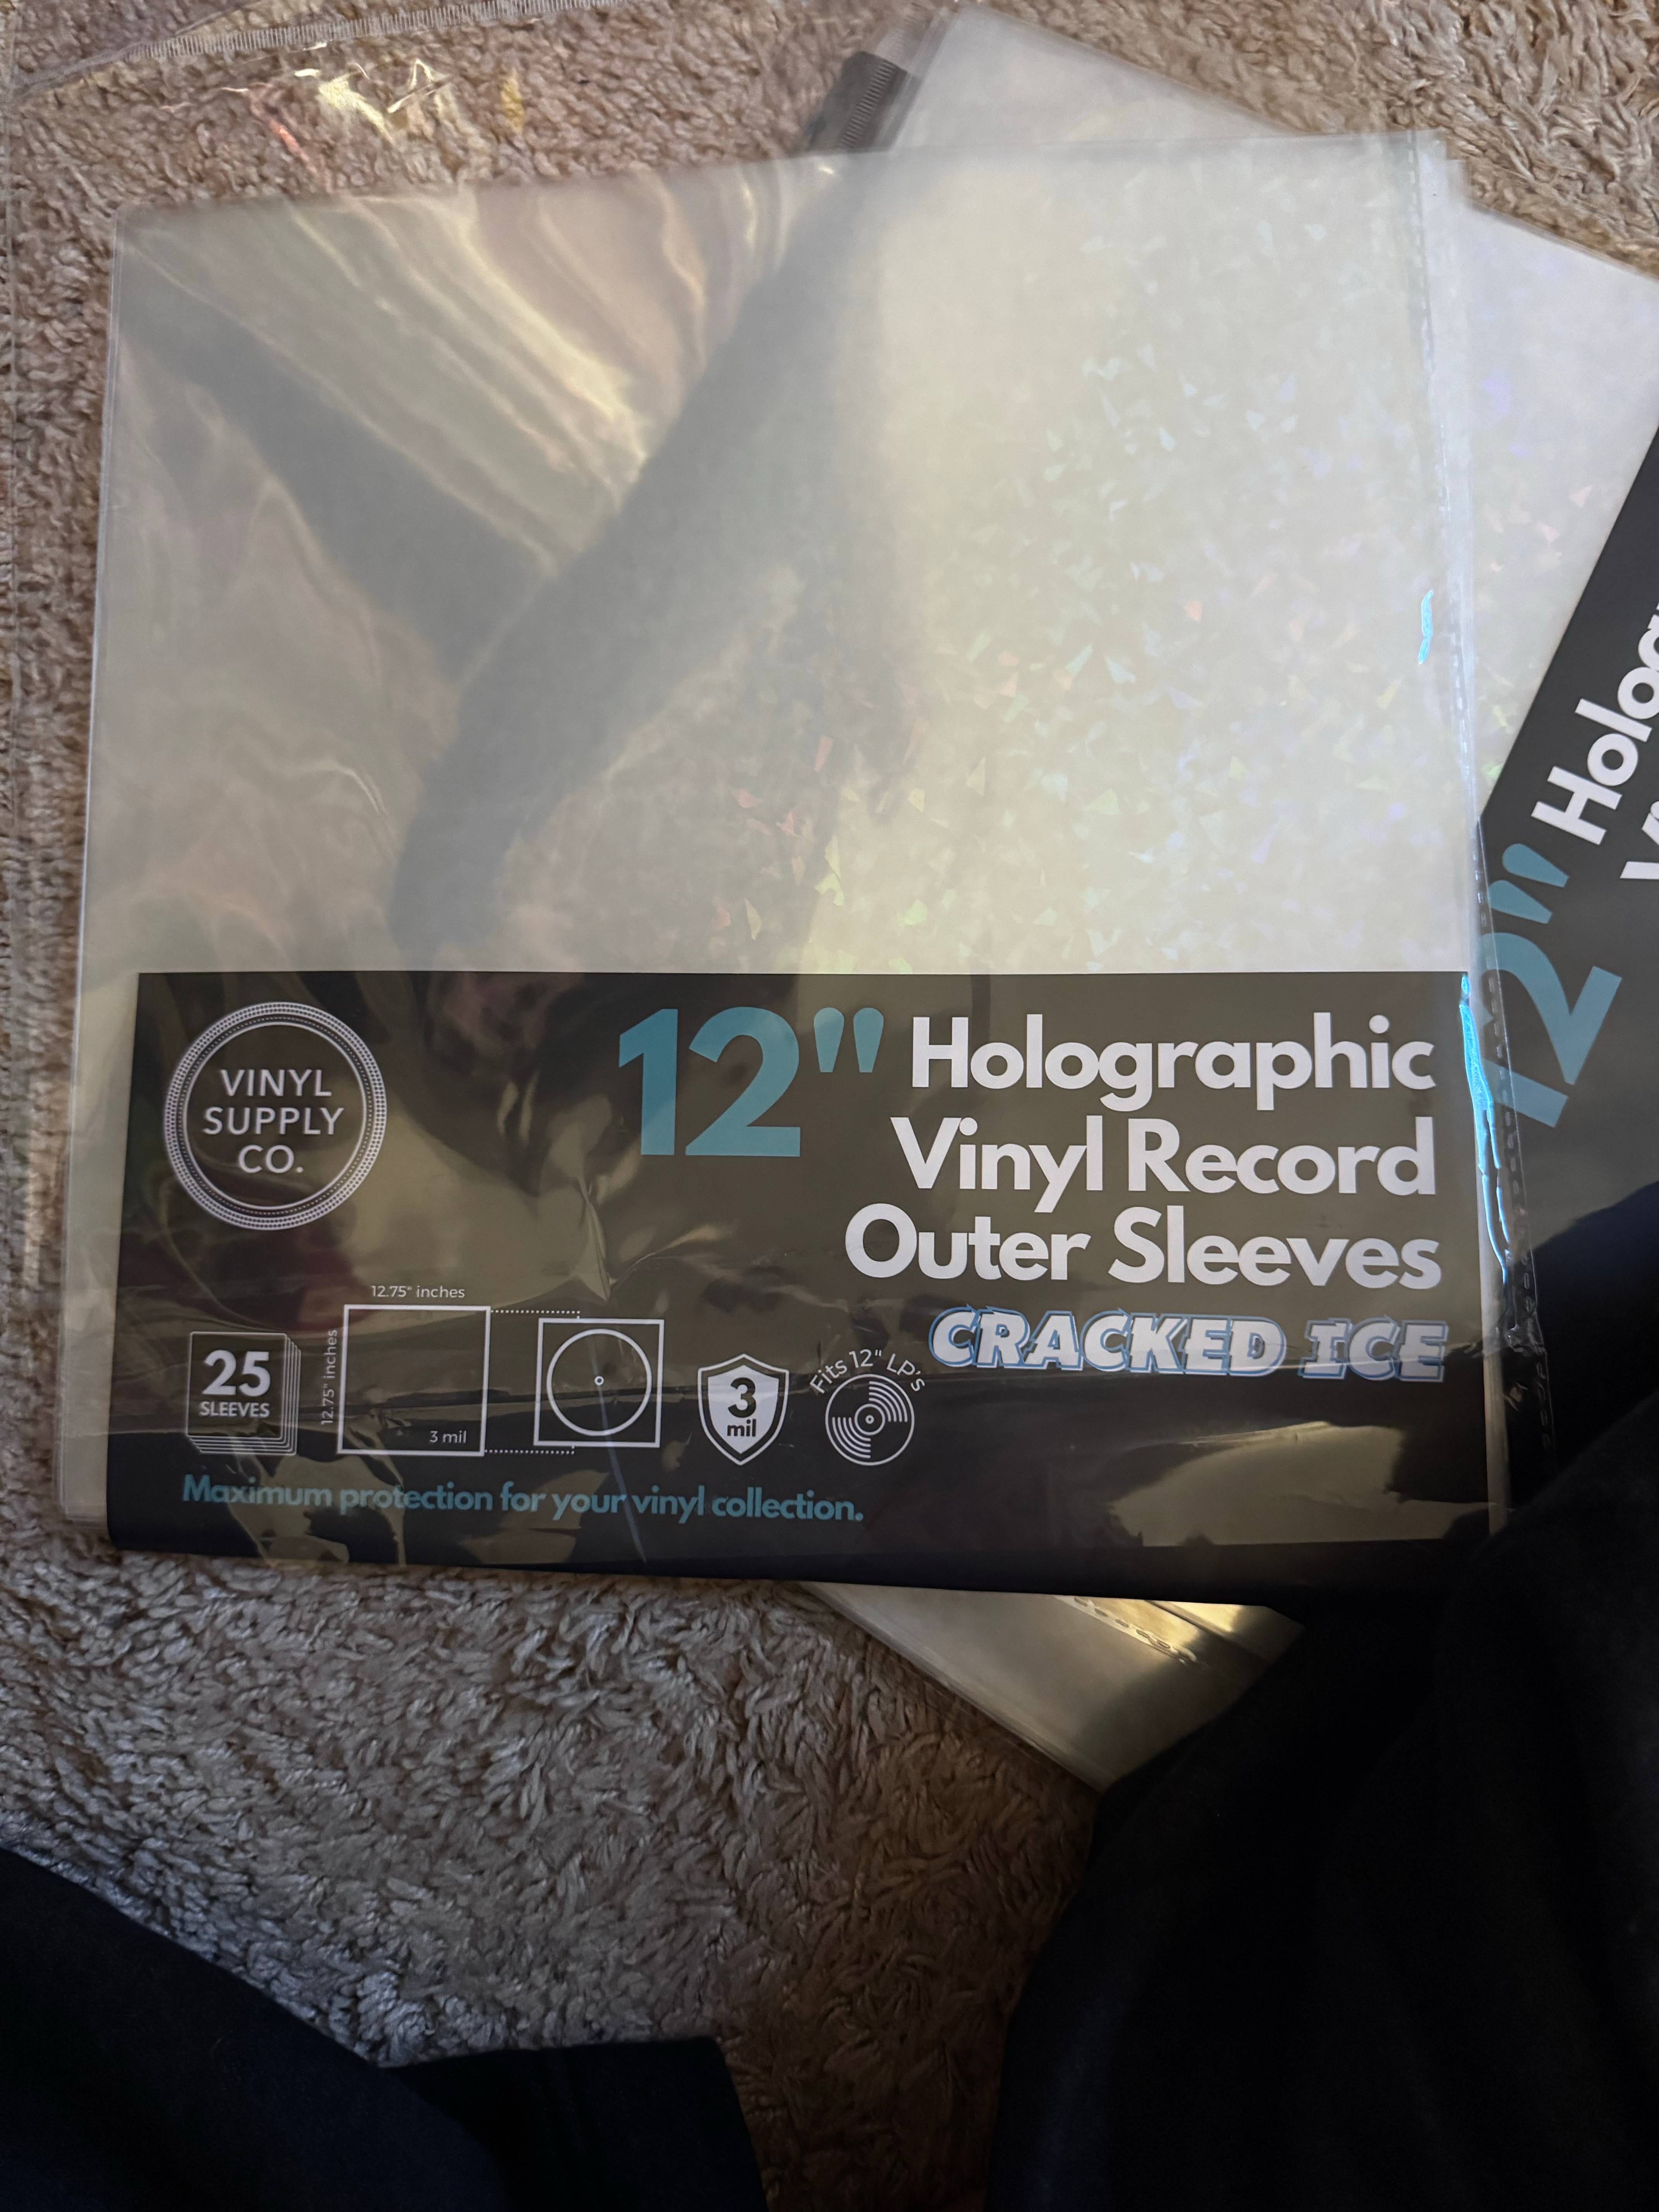 VINYL
SUPPLY
CO.
12" Holographic
Vinyl Record
Outer Sleeves
CRACKED ICE
12.75" inches
12.75" inches
3 mil
25
SLEEVES
3
mil
Fits 12" LP's
Maximum protection for your vinyl collection.
12"